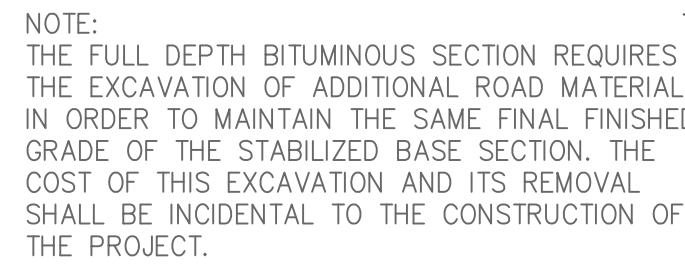 NOTE:
THE FULL DEPTH BITUMINOUS SECTION REQUIRES
THE EXCAVATION OF ADDITIONAL ROAD MATERIAL
IN ORDER TO MAINTAIN THE SAME FINAL FINISHED
GRADE OF THE STABILIZED BASE SECTION. THE
COST OF THIS EXCAVATION AND ITS REMOVAL
SHALL BE INCIDENTAL TO THE CONSTRUCTION OF
THE PROJECT.